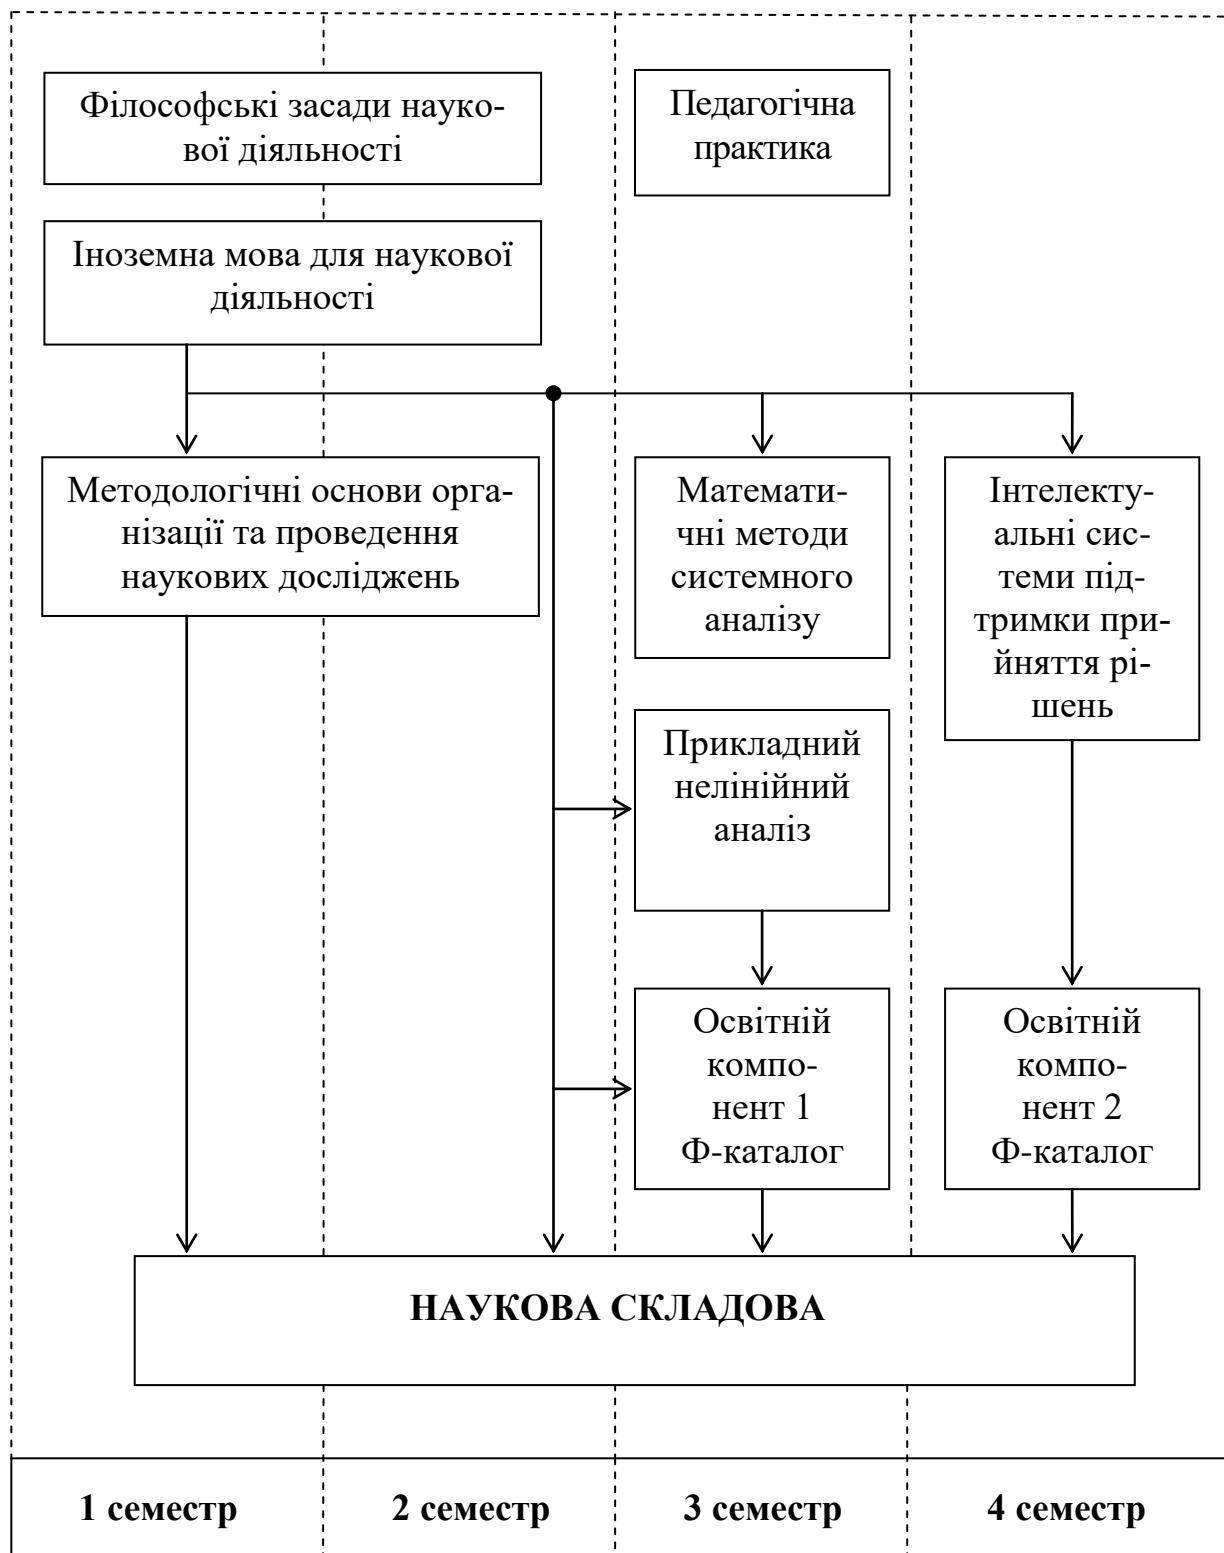 Філософські засади науко-
вої діяльності
Педагогічна
практика
Іноземна мова для наукової
діяльності
Методологічні основи орга-
нізації та проведення
наукових досліджень
Математи-
чні методи
системного
аналізу
Інтелекту-
альні сис-
теми під-
тримки при-
йняття рі-
шень
Прикладний
нелінійний
аналіз
Освітній
компо-
нент 1
Ф-каталог
Освітній
компо-
нент 2
Ф-каталог
НАУКОВА СКЛАДОВА
1 семестр
2 семестр
3 семестр
4 семестр